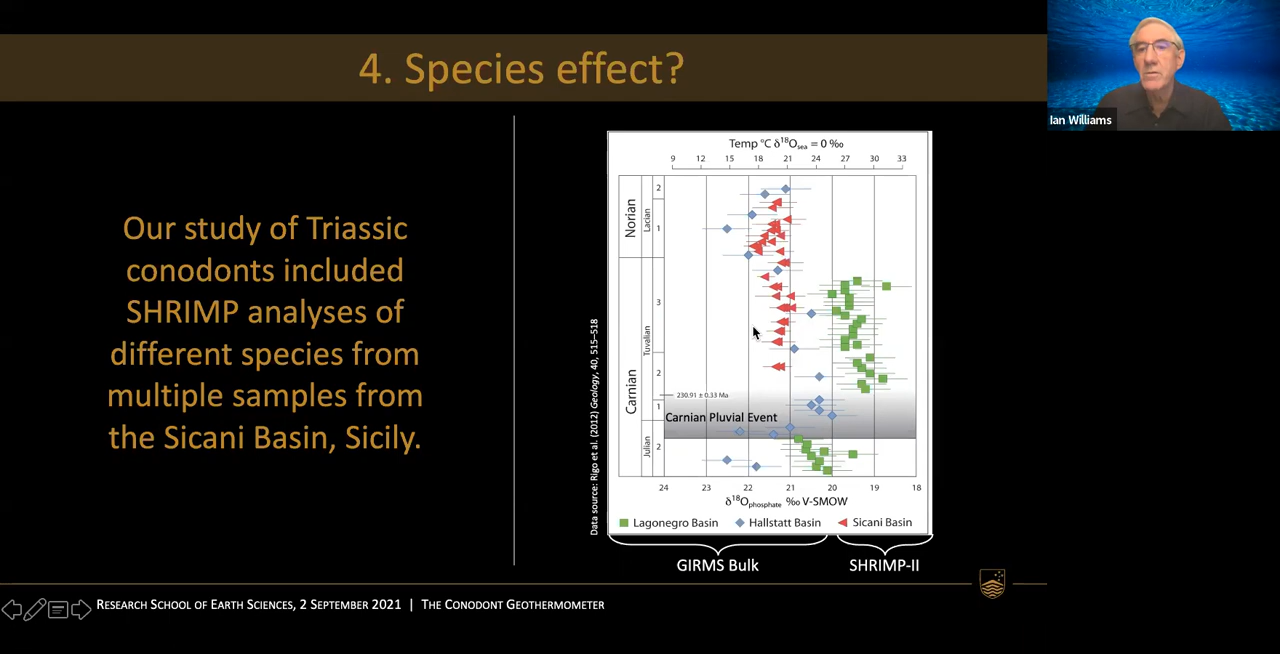 4. Species effect?
Ian Williams
Our study of Triassic
conodonts included
SHRIMP analyses of
different species from
multiple samples from
the Sicani Basin, Sicily.
Temp °C δ¹⁸Osea = 0 ‰
9 12 15 18 21 24 27 30 33
Norian
Lacian
2
1
Carnian
Tuvalian
3
2
1
Julian
2
230.91 ± 0.33 Ma
Carnian Pluvial Event
24 23 22 21 20 19 18
δ¹⁸Ophosphate ‰ V-SMOW
Lagonegro Basin Hallstatt Basin Sicani Basin
Data source: Rigo et al. (2012) Geology, 40, 515–518
GIRMS Bulk SHRIMP-II
Research School of Earth Sciences, 2 September 2021 | The Conodont Geothermometer